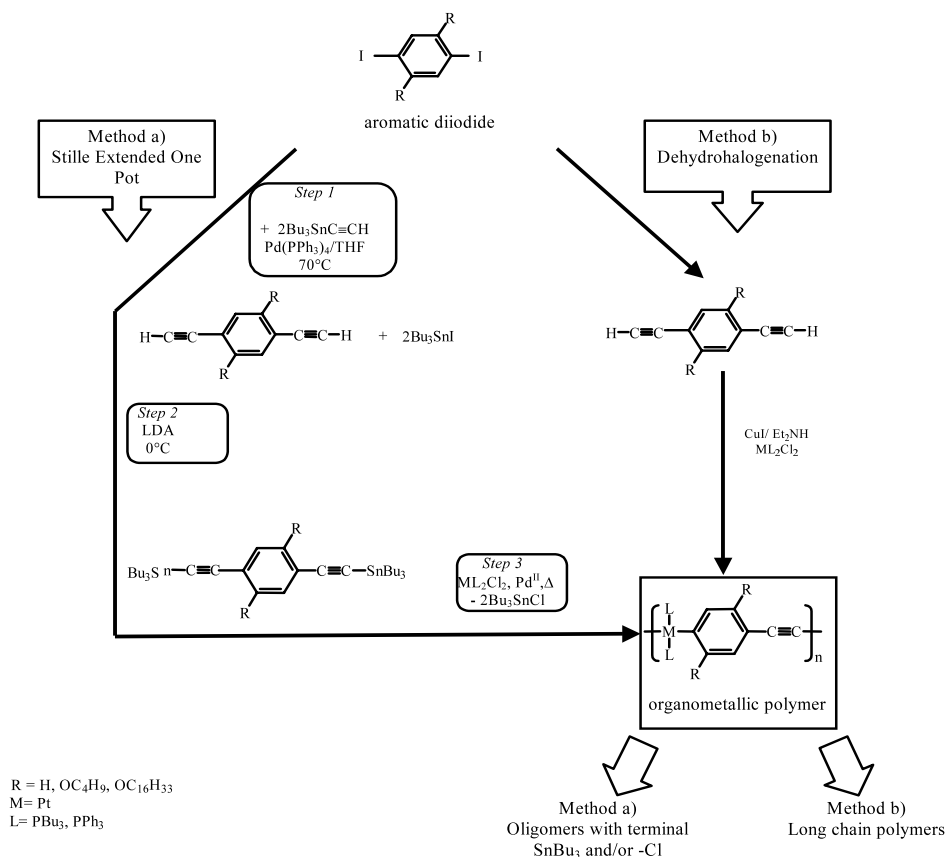 R
I
I
R
aromatic diiodide
Method a)
Stille Extended One
Pot
Method b)
Dehydrohalogenation
Step 1
+ 2Bu₃SnC≡CH
Pd(PPh₃)₄/THF
70°C
R
H C≡C C≡C H + 2Bu₃SnI
R
R
H C≡C C≡C H
R
Step 2
LDA
0°C
CuI/ Et₂NH
ML₂Cl₂
R
Bu₃S n C≡C C≡C SnBu₃
R
Step 3
ML₂Cl₂, Pdᴵᴵ,Δ
- 2Bu₃SnCl
L R
M C≡C
L
R n
organometallic polymer
R = H, OC₄H₉, OC₁₆H₃₃
M= Pt
L= PBu₃, PPh₃
Method a)
Oligomers with terminal
SnBu₃ and/or -Cl
Method b)
Long chain polymers